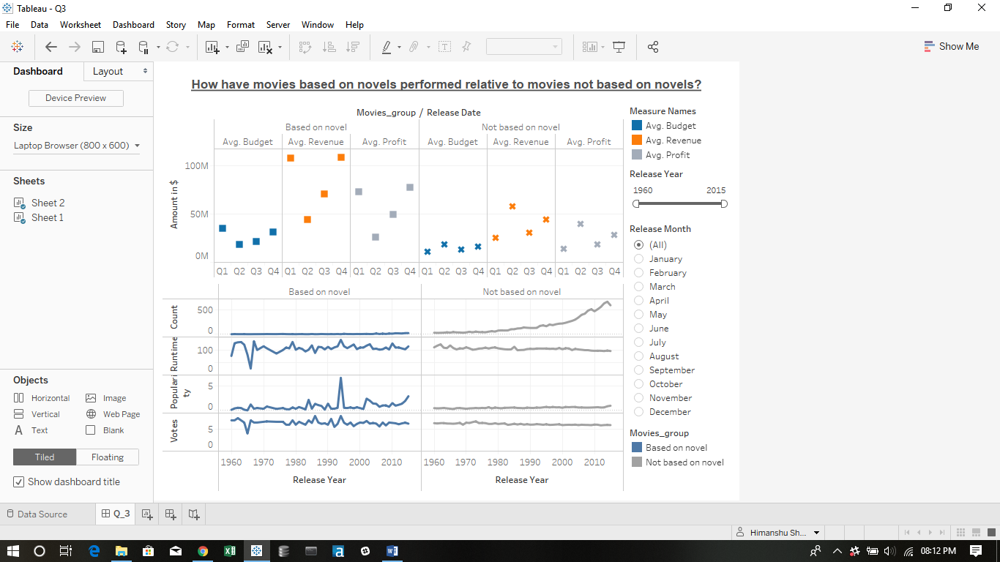 Tableau - Q3
File Data Worksheet Dashboard Story Map Format Server Window Help
Show Me
Dashboard Layout
Device Preview
Size
Laptop Browser (800 x 600)
Sheets
Sheet 2
Sheet 1
Objects
Horizontal Image
Vertical Web Page
A Text Blank
Tiled Floating
Show dashboard title
How have movies based on novels performed relative to movies not based on novels?
Movies_group / Release Date
Based on novel Not based on novel
Avg. Budget Avg. Revenue Avg. Profit Avg. Budget Avg. Revenue Avg. Profit
Amount in $
100M
50M
0M
Q1 Q2 Q3 Q4 Q1 Q2 Q3 Q4 Q1 Q2 Q3 Q4 Q1 Q2 Q3 Q4 Q1 Q2 Q3 Q4 Q1 Q2 Q3 Q4
Based on novel Not based on novel
Count
500
0
Runtime
100
0
Populari
ty
5
0
Votes
5
0
1960 1970 1980 1990 2000 2010 1960 1970 1980 1990 2000 2010
Release Year Release Year
Measure Names
Avg. Budget
Avg. Revenue
Avg. Profit
Release Year
1960 2015
Release Month
(All)
January
February
March
April
May
June
July
August
September
October
November
December
Movies_group
Based on novel
Not based on novel
Data Source Q_3
Himanshu Sh...
08:12 PM